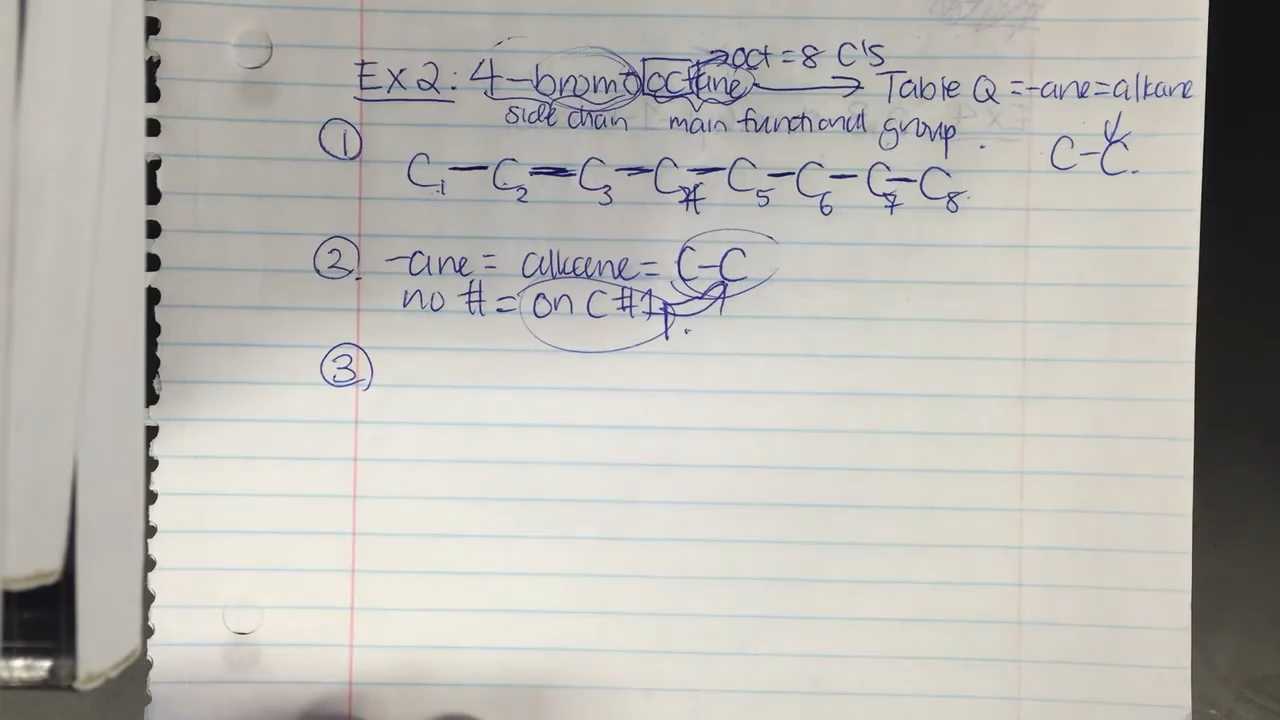 →oct = 8 C's
Ex 2: 4-bromooctane → Table Q = -ane = alkane
side chain main functional group.
① C-C.
C1-C2=C3-C4-C5-C6-C7-C8
② -ane = alkane = C-C
no # = on C #1
③